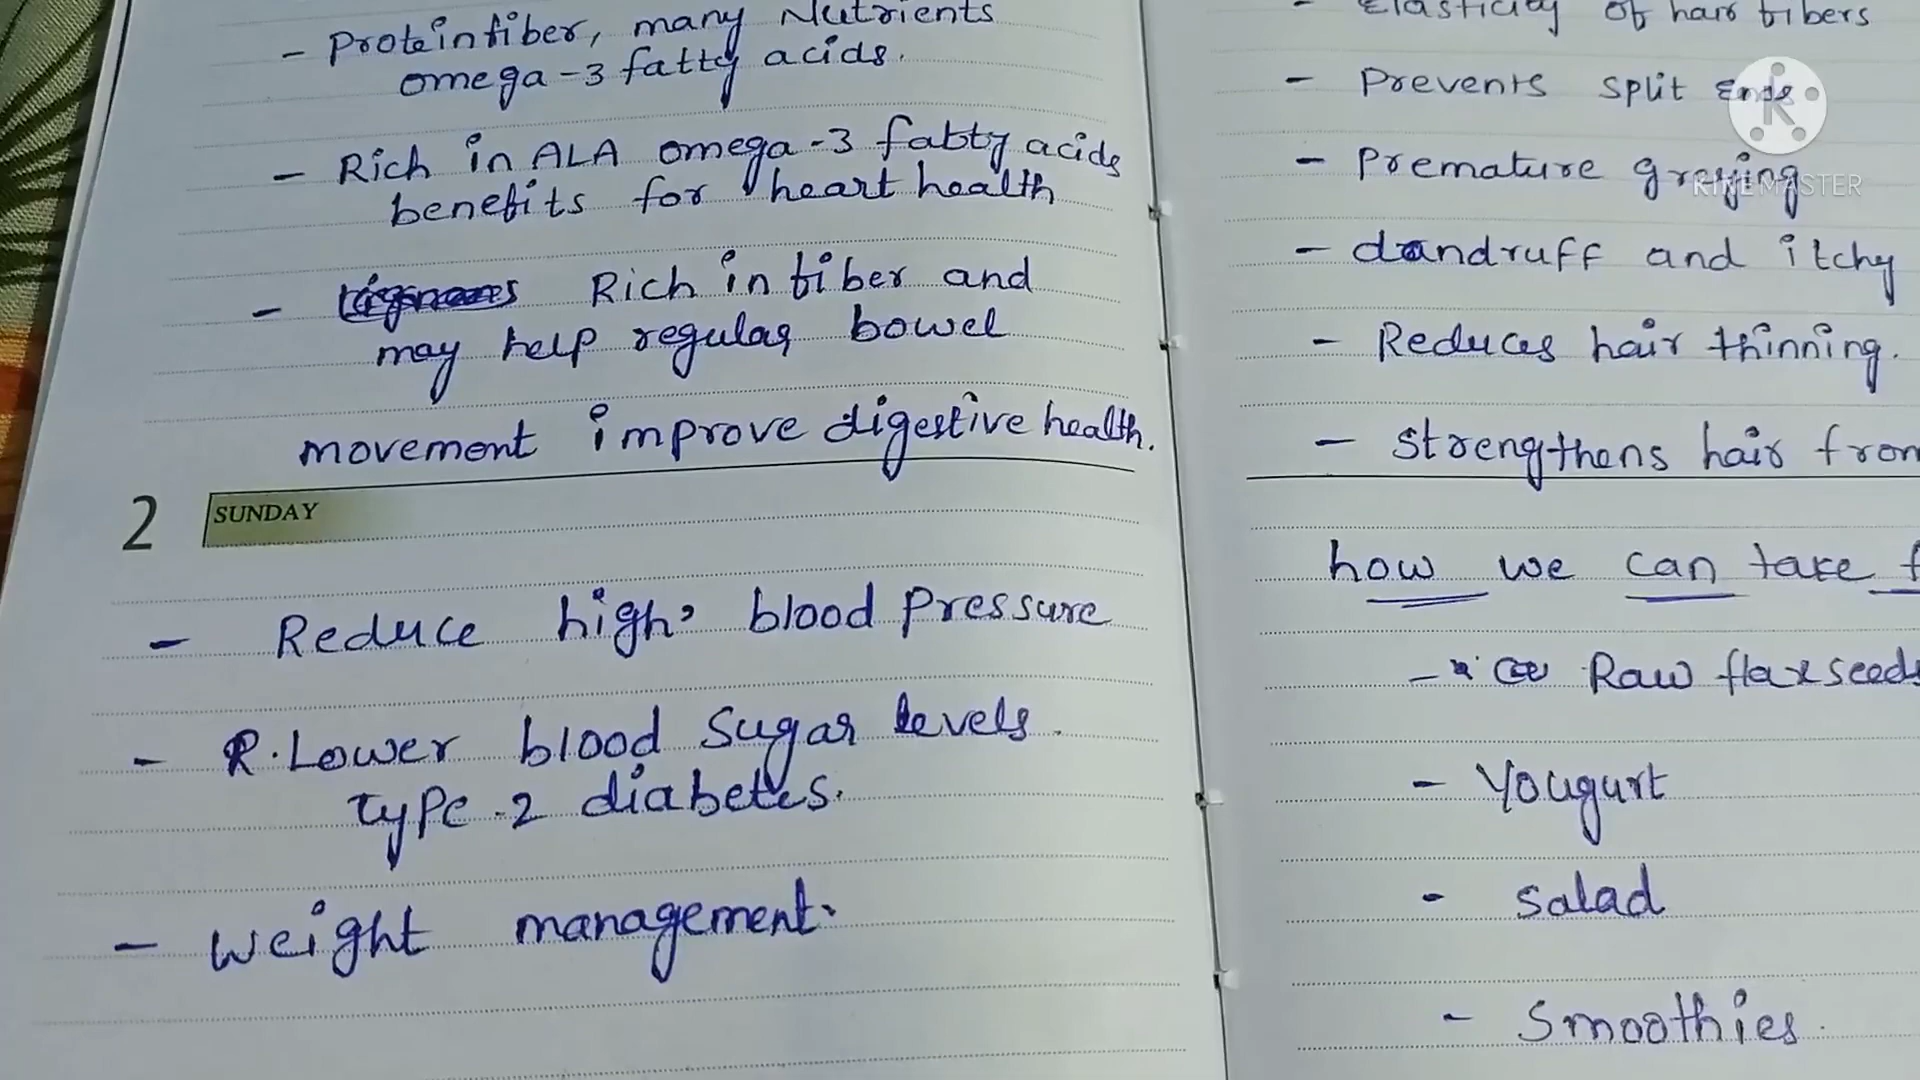 - Protein fiber, many Nutrients
omega-3 fatty acids.
- Rich in ALA omega-3 fatty acids
benefits for heart health
- Rich in fiber and
may help regular bowel
movement improve digestive health.
2 SUNDAY
- Reduce high blood pressure
- R. Lower blood sugar levels.
type-2 diabetes.
- weight management.
- Elasticity of hair fibers
- Prevents split Ends
- Premature greying
- dandruff and itchy
- Reduces hair thinning.
- Strengthens hair from
how we can take f
- Raw flaxseeds
- Yougurt
- Salad
- Smoothies.
K
KINEMASTER